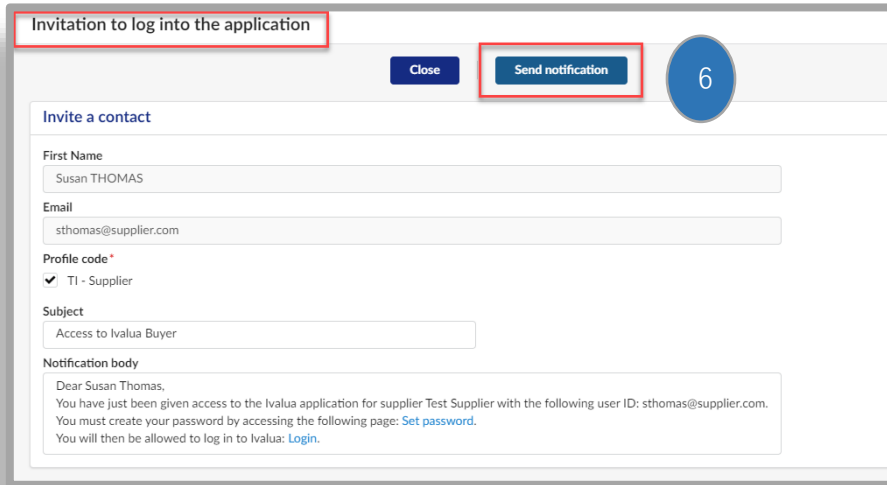 Invitation to log into the application
Close
Send notification
6
Invite a contact
First Name
Susan THOMAS
Email
sthomas@supplier.com
Profile code*
TI - Supplier
Subject
Access to Ivalua Buyer
Notification body
Dear Susan Thomas,
You have just been given access to the Ivalua application for supplier Test Supplier with the following user ID: sthomas@supplier.com.
You must create your password by accessing the following page: Set password.
You will then be allowed to log in to Ivalua: Login.